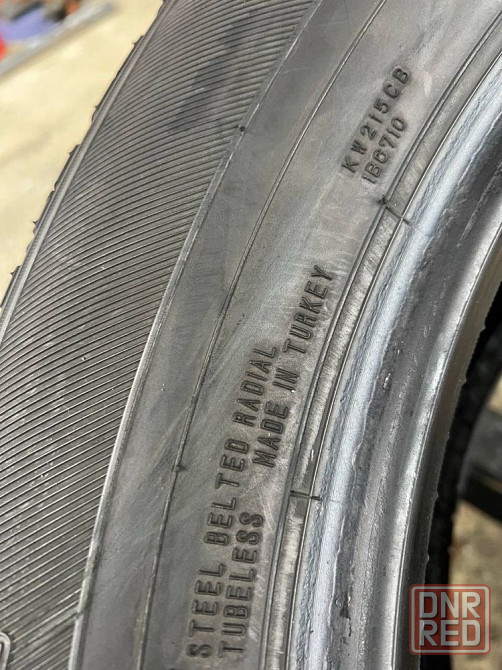 KW215CB
1B6710
STEEL BELTED RADIAL
TUBELESS
MADE IN TURKEY
DNR
RED